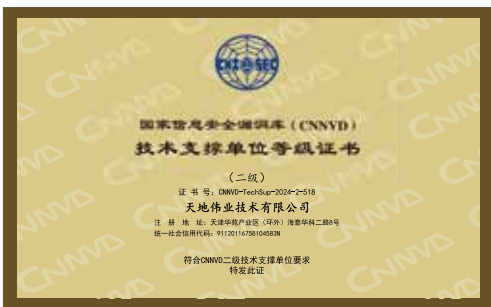 CNITSEC
国家信息安全漏洞库（CNNVD）
技术支撑单位等级证书
（二级）
证 书 号：CNNVD-TechSup-2024-2-518
天地伟业技术有限公司
注 册 地 址：天津华苑产业区（环外）海泰华科二路8号
统一社会信用代码：91120116758104583N
符合CNNVD二级技术支撑单位要求
特发此证